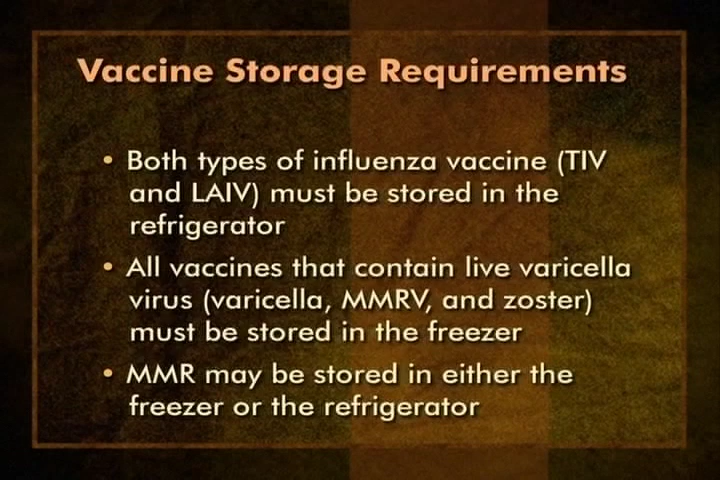 Vaccine Storage Requirements
• Both types of influenza vaccine (TIV
and LAIV) must be stored in the
refrigerator
• All vaccines that contain live varicella
virus (varicella, MMRV, and zoster)
must be stored in the freezer
• MMR may be stored in either the
freezer or the refrigerator